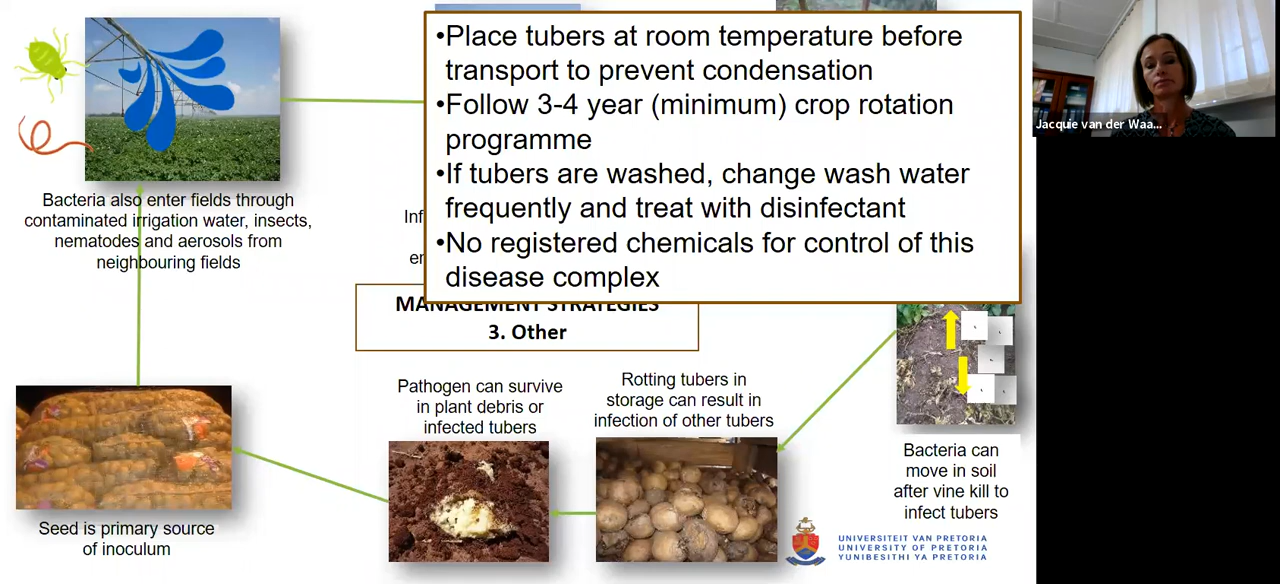 •Place tubers at room temperature before
transport to prevent condensation
•Follow 3-4 year (minimum) crop rotation
programme
•If tubers are washed, change wash water
frequently and treat with disinfectant
•No registered chemicals for control of this
disease complex
Jacquie van der Waa...
Bacteria also enter fields through
contaminated irrigation water, insects,
nematodes and aerosols from
neighbouring fields
MANAGEMENT STRATEGIES
3. Other
Pathogen can survive
in plant debris or
infected tubers
Rotting tubers in
storage can result in
infection of other tubers
Bacteria can
move in soil
after vine kill to
infect tubers
Seed is primary source
of inoculum
UNIVERSITEIT VAN PRETORIA
UNIVERSITY OF PRETORIA
YUNIBESITHI YA PRETORIA